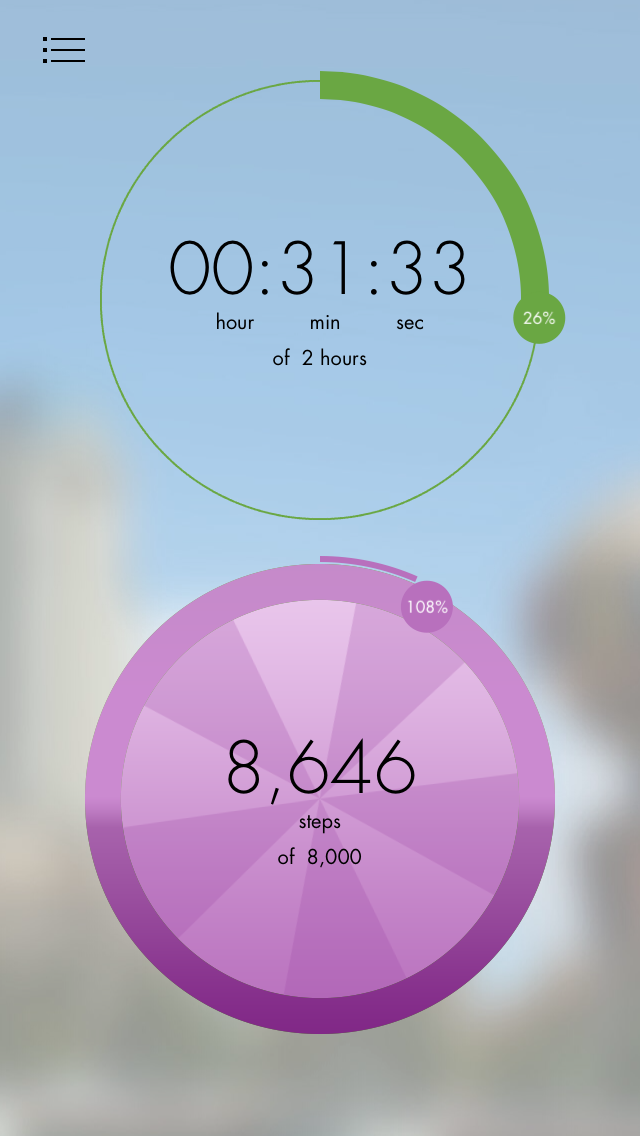 00:31:33
hour min sec
of 2 hours
26%
108%
8,646
steps
of 8,000